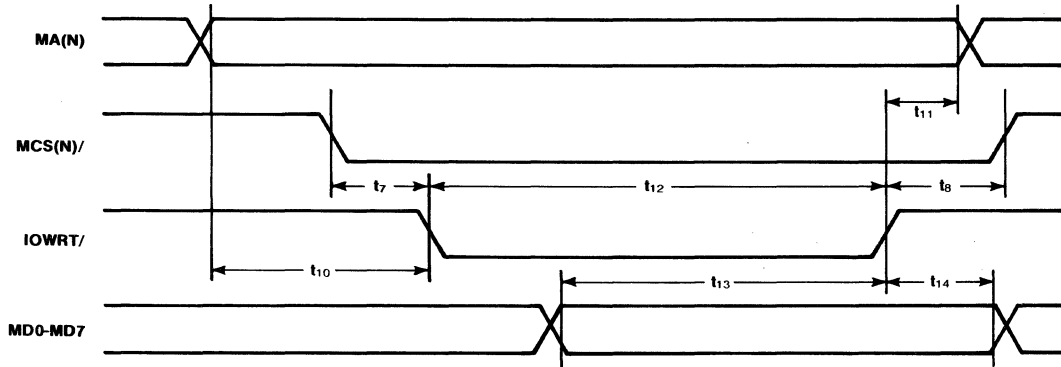 MA(N)
t₁₁
MCS(N)/
t₇ t₁₂ t₈
IOWRT/
t₁₀ t₁₃ t₁₄
MD0-MD7